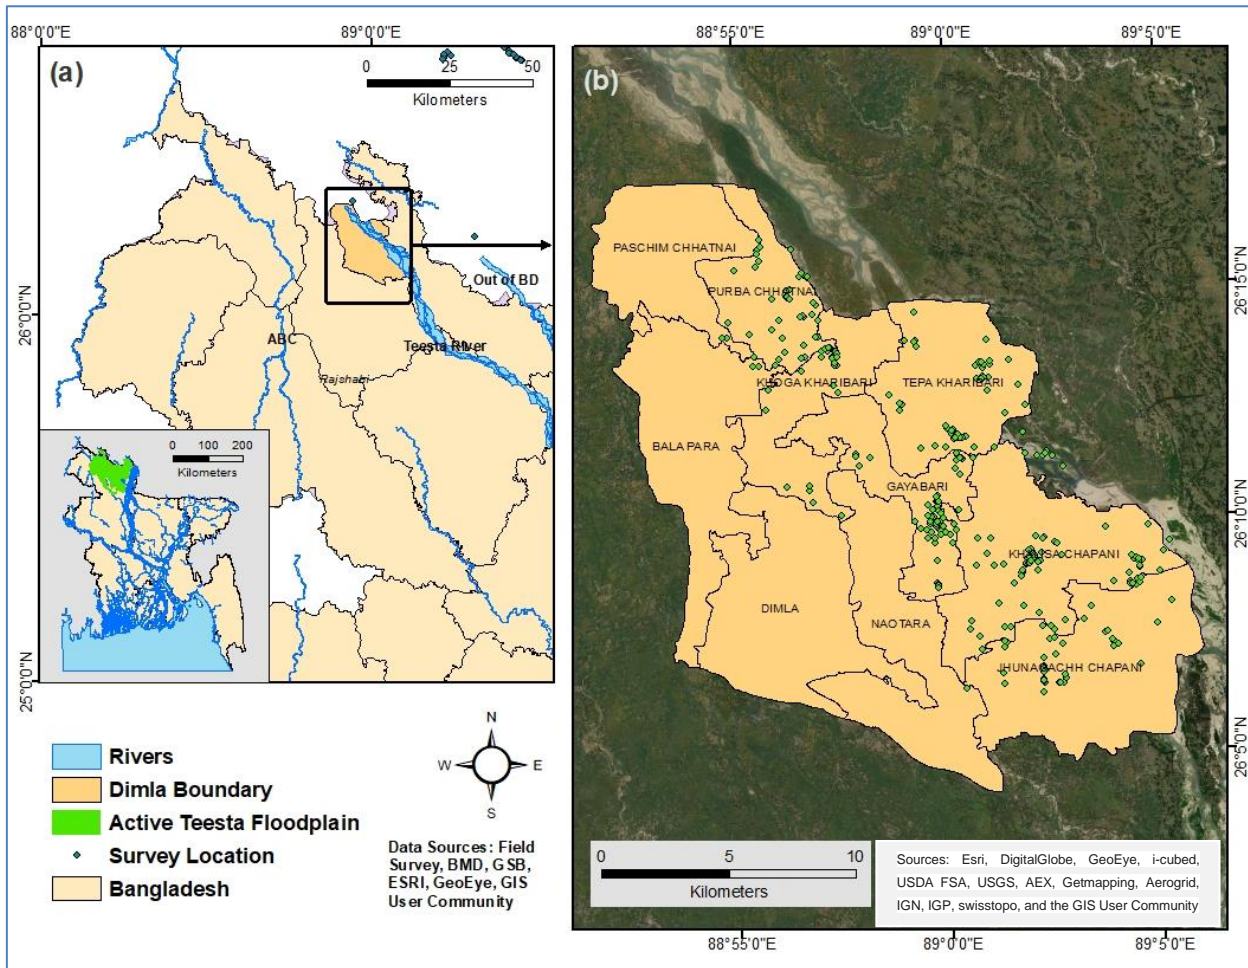 88°0'0"E
89°0'0"E
(a)
0 25 50
Kilometers
26°0'0"N
25°0'0"N
Out of BD
ABC
Teesta River
Rajshahi
0 100 200
Kilometers
Rivers
Dimla Boundary
Active Teesta Floodplain
Survey Location
Bangladesh
N
W E
S
Data Sources: Field
Survey, BMD, GSB,
ESRI, GeoEye, GIS
User Community
88°55'0"E 89°0'0"E 89°5'0"E
(b)
PASCHIM CHHATNAI
PURBA CHHATNAI
KHOGA KHARIBARI
TEPA KHARIBARI
BALAPARA
GAYABARI
KHALISA CHAPANI
DIMLA
NAOTARA
JHUNAGACHH CHAPANI
26°15'0"N
26°10'0"N
26°5'0"N
0 5 10
Kilometers
Sources: Esri, DigitalGlobe, GeoEye, i-cubed,
USDA FSA, USGS, AEX, Getmapping, Aerogrid,
IGN, IGP, swisstopo, and the GIS User Community
88°55'0"E 89°0'0"E 89°5'0"E